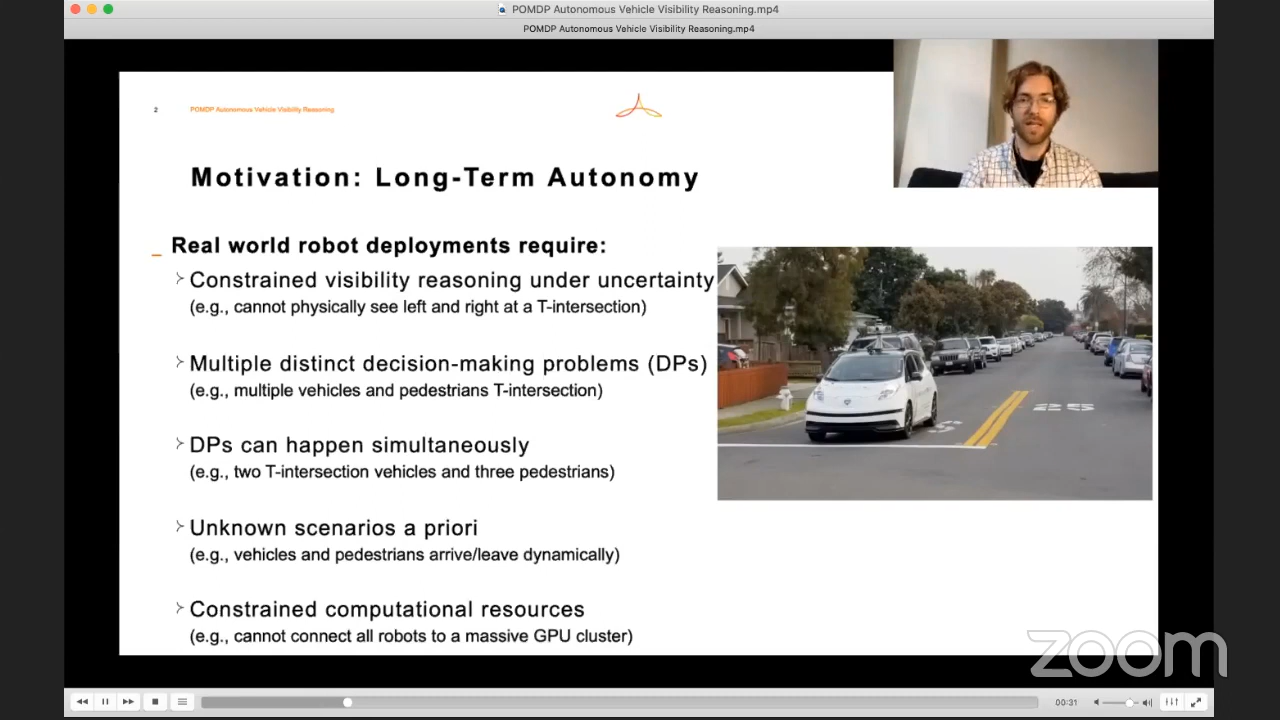 POMDP Autonomous Vehicle Visibility Reasoning.mp4
POMDP Autonomous Vehicle Visibility Reasoning.mp4
2
POMDP Autonomous Vehicle Visibility Reasoning
Motivation: Long-Term Autonomy
Real world robot deployments require:
Constrained visibility reasoning under uncertainty
(e.g., cannot physically see left and right at a T-intersection)
Multiple distinct decision-making problems (DPs)
(e.g., multiple vehicles and pedestrians T-intersection)
DPs can happen simultaneously
(e.g., two T-intersection vehicles and three pedestrians)
Unknown scenarios a priori
(e.g., vehicles and pedestrians arrive/leave dynamically)
Constrained computational resources
(e.g., cannot connect all robots to a massive GPU cluster)
25
zoom
00:31